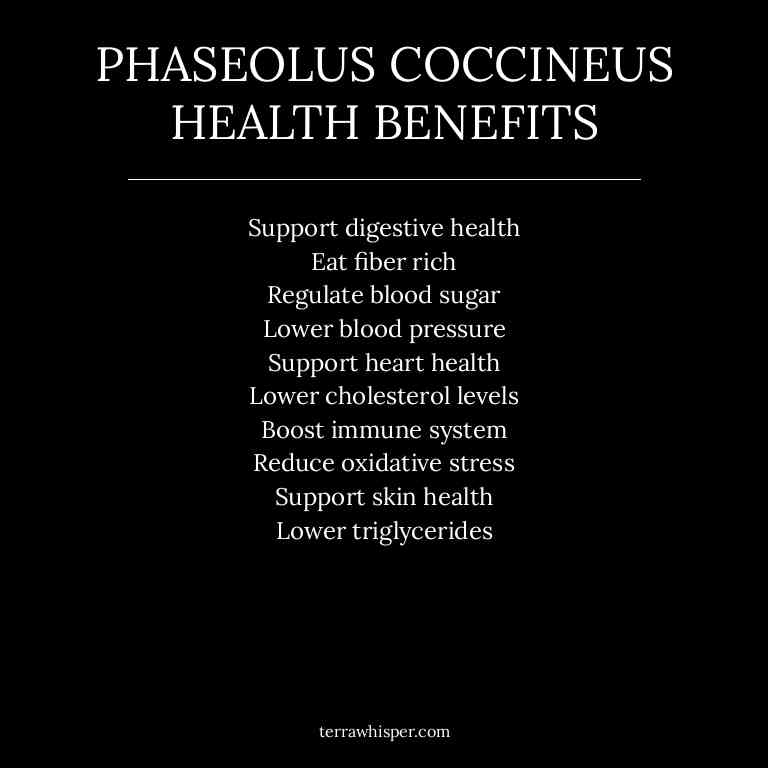 PHASEOLUS COCCINEUS
HEALTH BENEFITS
Support digestive health
Eat fiber rich
Regulate blood sugar
Lower blood pressure
Support heart health
Lower cholesterol levels
Boost immune system
Reduce oxidative stress
Support skin health
Lower triglycerides
terrawhisper.com